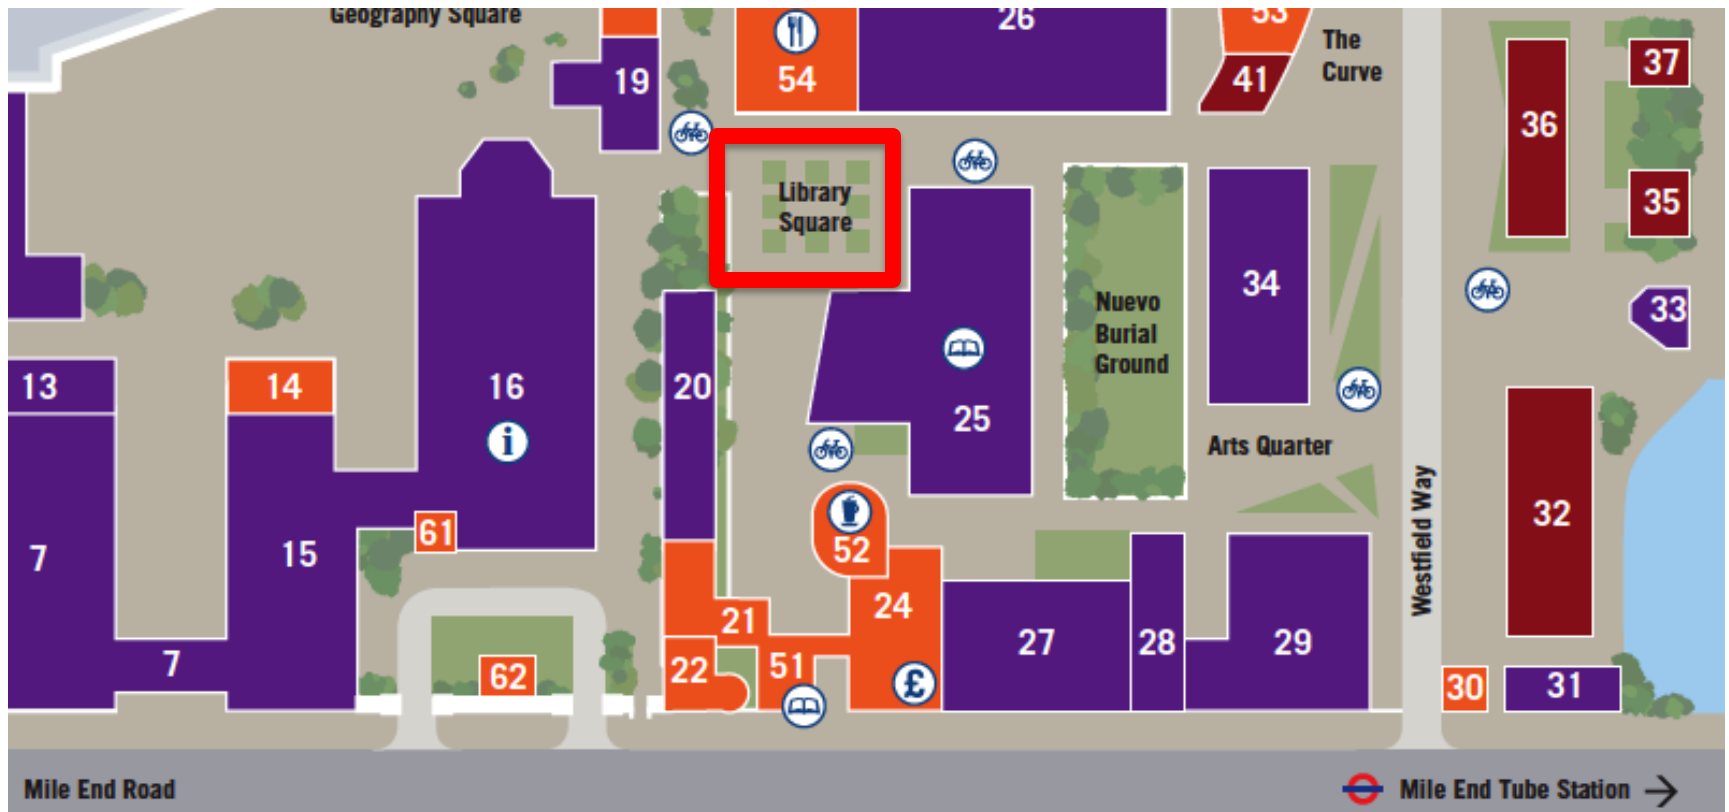 Geography Square
26
53
The
Curve
19
54
41
37
36
35
Library
Square
34
Nuevo
Burial
Ground
33
13
14
16
20
25
i
Arts Quarter
Westfield Way
32
7
15
61
52
24
21
27
28
29
7
62
22
51
£
30
31
Mile End Road
Mile End Tube Station